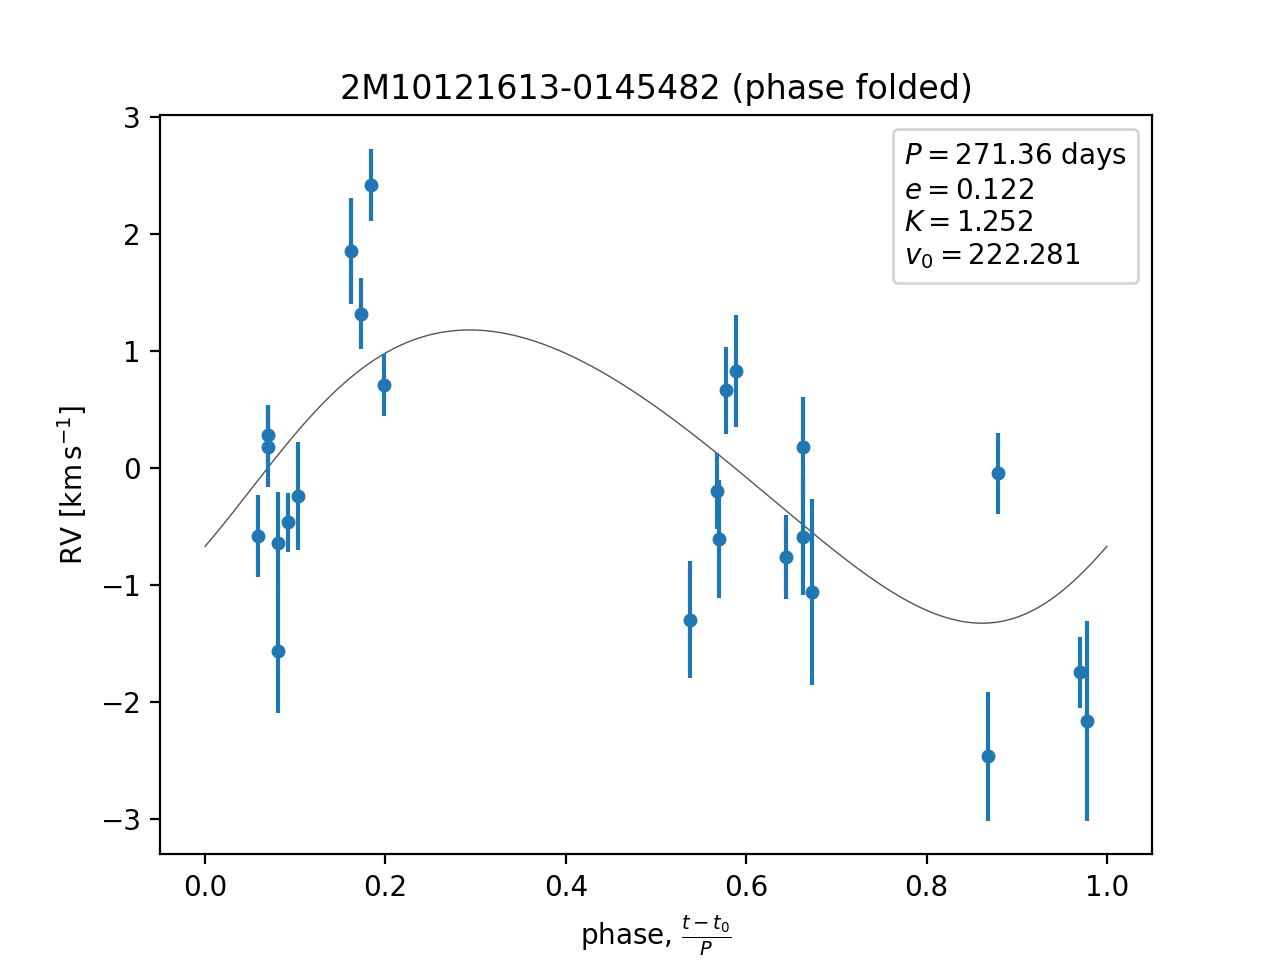 2M10121613-0145482 (phase folded)
P = 271.36 days
e = 0.122
K = 1.252
v₀ = 222.281
3
2
1
0
−1
−2
−3
RV [km s⁻¹]
0.0 0.2 0.4 0.6 0.8 1.0
phase, (t − t₀)/P